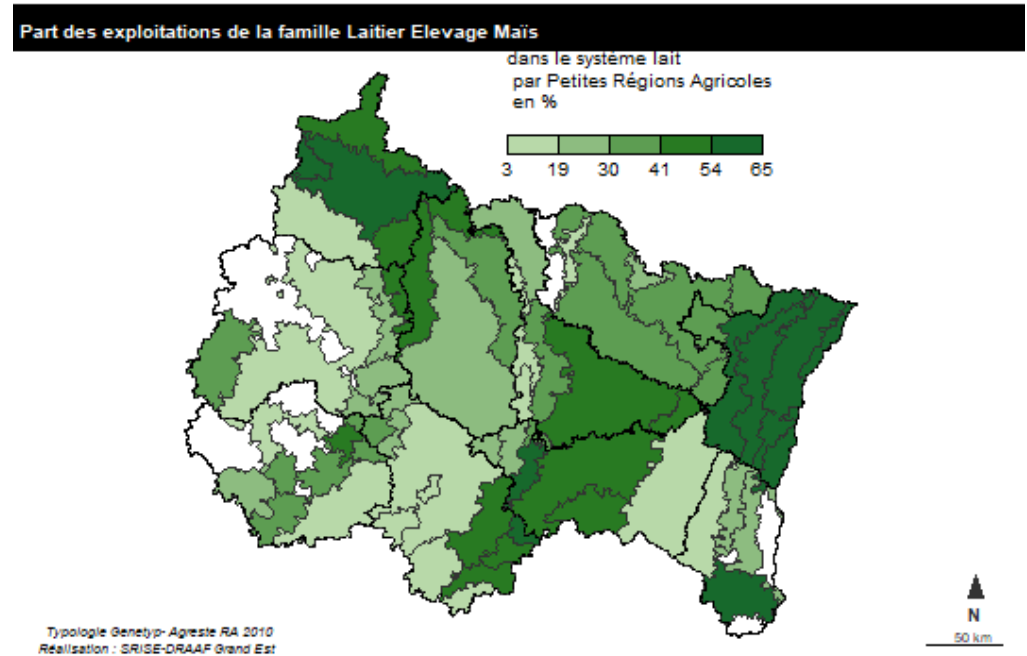 Part des exploitations de la famille Laitier Elevage Maïs
dans le système lait
par Petites Régions Agricoles
en %
3 19 30 41 54 65
N
50 km
Typologie Genetyp- Agreste RA 2010
Réalisation : SRISE-DRAAF Grand Est